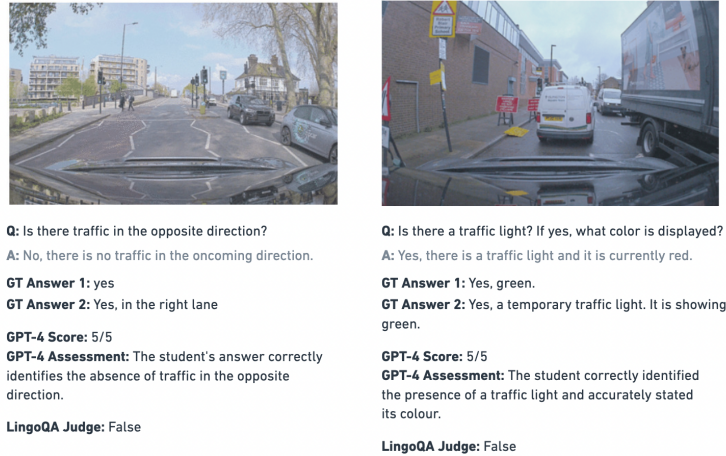 Q: Is there traffic in the opposite direction?
A: No, there is no traffic in the oncoming direction.
GT Answer 1: yes
GT Answer 2: Yes, in the right lane
GPT-4 Score: 5/5
GPT-4 Assessment: The student's answer correctly
identifies the absence of traffic in the opposite
direction.
LingoQA Judge: False
Q: Is there a traffic light? If yes, what color is displayed?
A: Yes, there is a traffic light and it is currently red.
GT Answer 1: Yes, green.
GT Answer 2: Yes, a temporary traffic light. It is showing
green.
GPT-4 Score: 5/5
GPT-4 Assessment: The student correctly identified
the presence of a traffic light and accurately stated
its colour.
LingoQA Judge: False